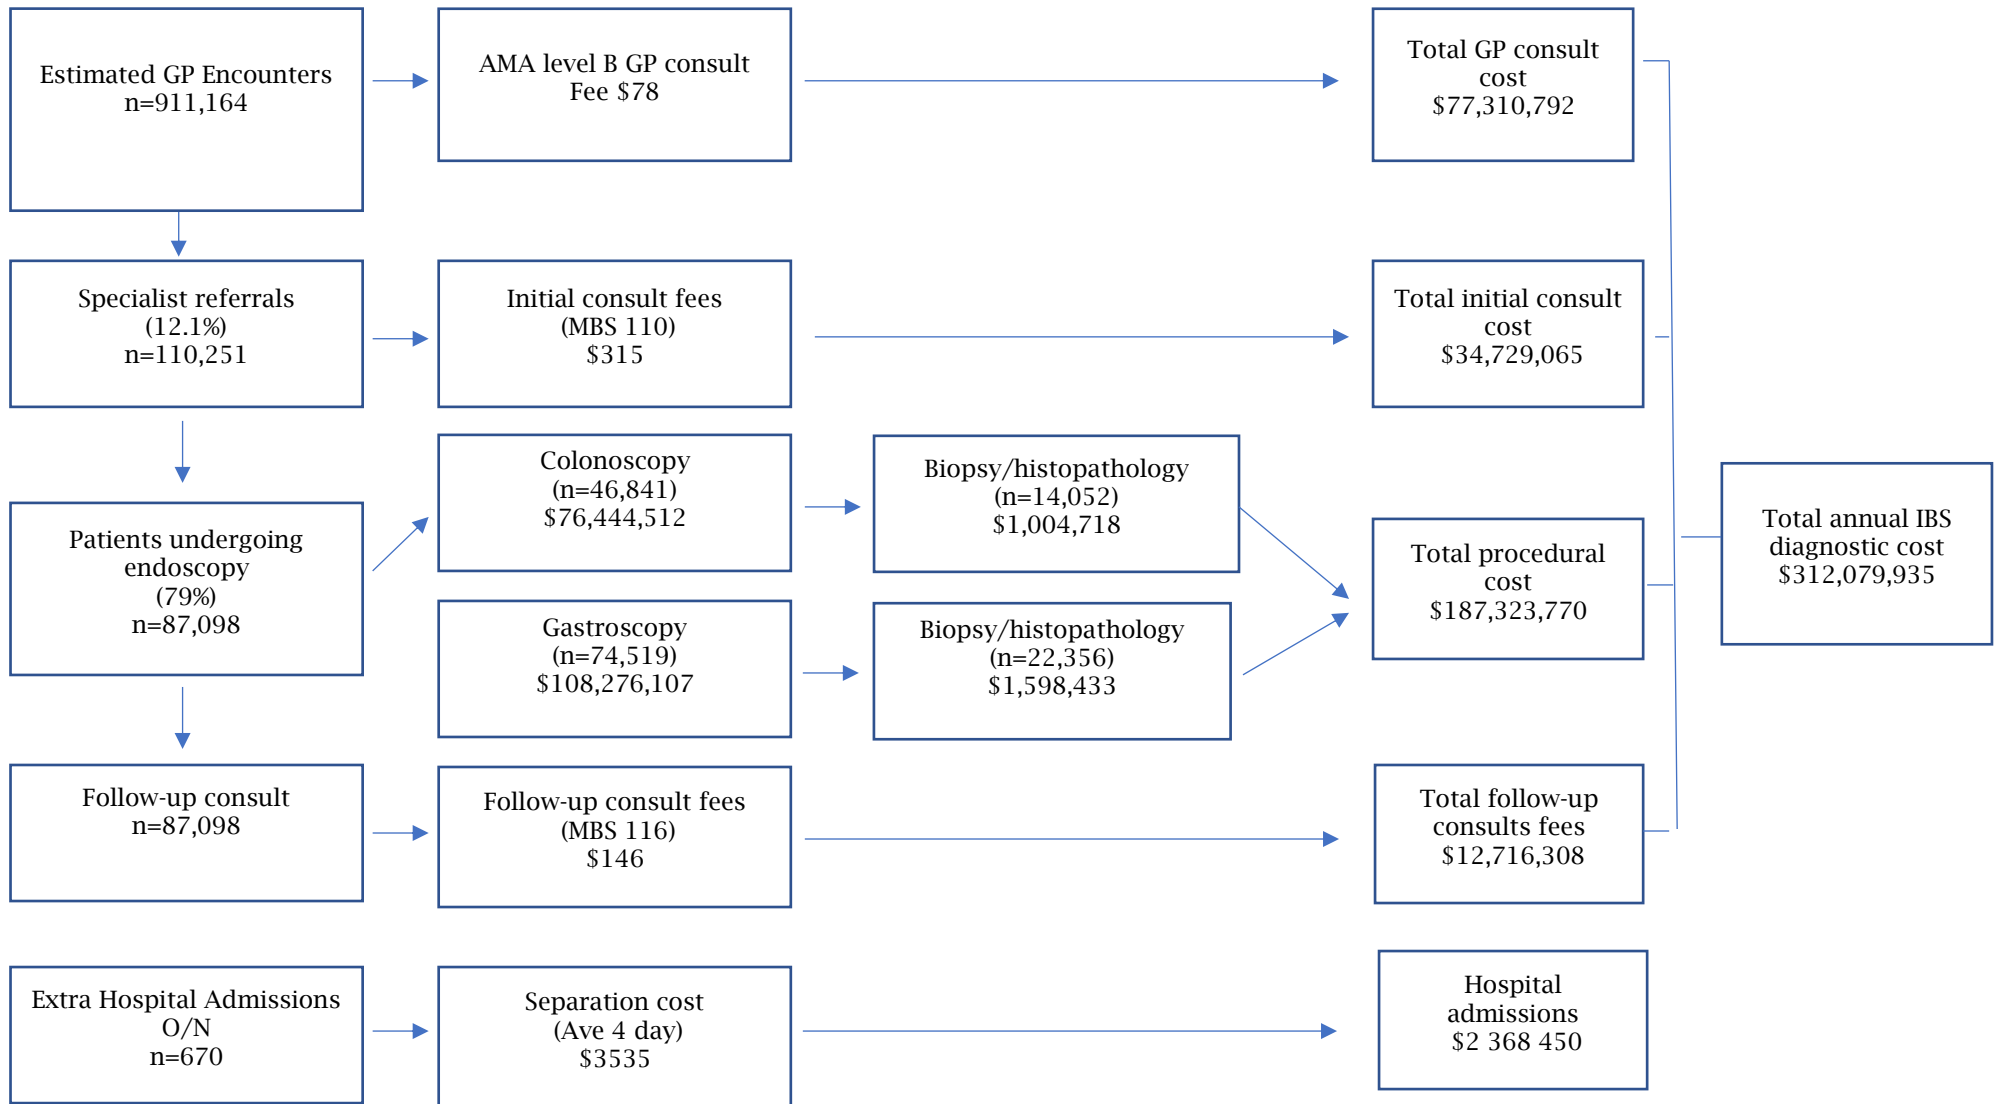 Estimated GP Encounters
n=911,164
AMA level B GP consult
Fee $78
Total GP consult
cost
$77,310,792
Specialist referrals
(12.1%)
n=110,251
Initial consult fees
(MBS 110)
$315
Total initial consult
cost
$34,729,065
Patients undergoing
endoscopy
(79%)
n=87,098
Colonoscopy
(n=46,841)
$76,444,512
Biopsy/histopathology
(n=14,052)
$1,004,718
Gastroscopy
(n=74,519)
$108,276,107
Biopsy/histopathology
(n=22,356)
$1,598,433
Total procedural
cost
$187,323,770
Total annual IBS
diagnostic cost
$312,079,935
Follow-up consult
n=87,098
Follow-up consult fees
(MBS 116)
$146
Total follow-up
consults fees
$12,716,308
Extra Hospital Admissions
O/N
n=670
Separation cost
(Ave 4 day)
$3535
Hospital
admissions
$2 368 450